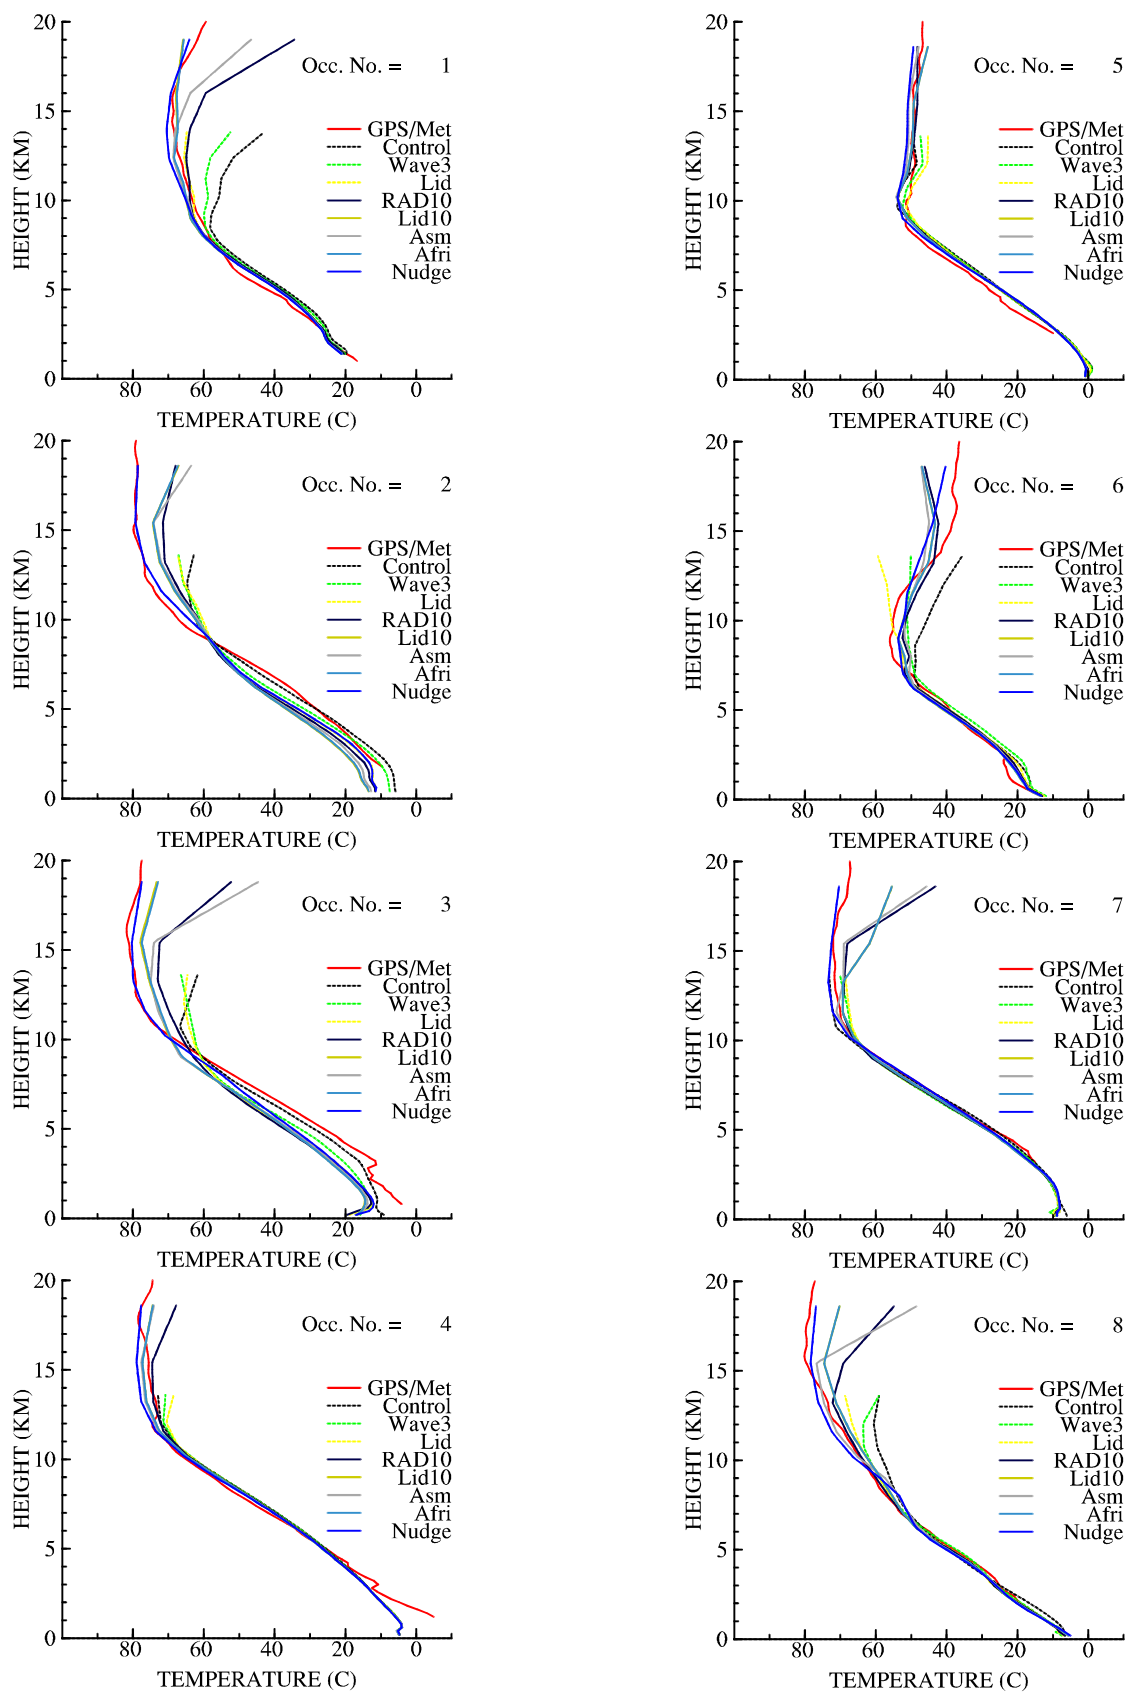 20
15
10
5
0
HEIGHT (KM)
Occ. No. = 1
GPS/Met
Control
Wave3
Lid
RAD10
Lid10
Asm
Afri
Nudge
80 60 40 20 0
TEMPERATURE (C)
20
15
10
5
0
HEIGHT (KM)
Occ. No. = 5
GPS/Met
Control
Wave3
Lid
RAD10
Lid10
Asm
Afri
Nudge
80 60 40 20 0
TEMPERATURE (C)
20
15
10
5
0
HEIGHT (KM)
Occ. No. = 2
GPS/Met
Control
Wave3
Lid
RAD10
Lid10
Asm
Afri
Nudge
80 60 40 20 0
TEMPERATURE (C)
20
15
10
5
0
HEIGHT (KM)
Occ. No. = 6
GPS/Met
Control
Wave3
Lid
RAD10
Lid10
Asm
Afri
Nudge
80 60 40 20 0
TEMPERATURE (C)
20
15
10
5
0
HEIGHT (KM)
Occ. No. = 3
GPS/Met
Control
Wave3
Lid
RAD10
Lid10
Asm
Afri
Nudge
80 60 40 20 0
TEMPERATURE (C)
20
15
10
5
0
HEIGHT (KM)
Occ. No. = 7
GPS/Met
Control
Wave3
Lid
RAD10
Lid10
Asm
Afri
Nudge
80 60 40 20 0
TEMPERATURE (C)
20
15
10
5
0
HEIGHT (KM)
Occ. No. = 4
GPS/Met
Control
Wave3
Lid
RAD10
Lid10
Asm
Afri
Nudge
80 60 40 20 0
TEMPERATURE (C)
20
15
10
5
0
HEIGHT (KM)
Occ. No. = 8
GPS/Met
Control
Wave3
Lid
RAD10
Lid10
Asm
Afri
Nudge
80 60 40 20 0
TEMPERATURE (C)